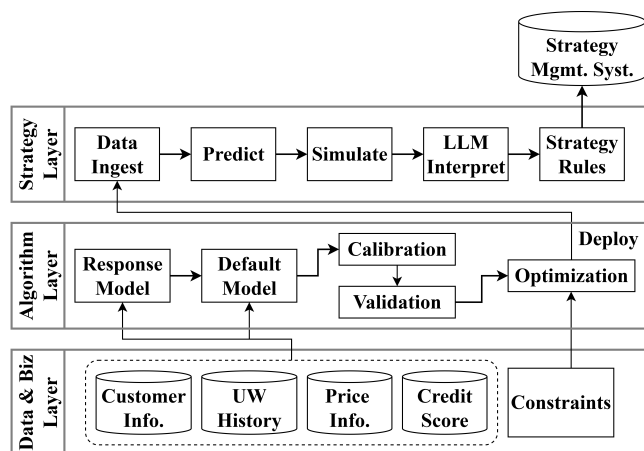 Strategy
Mgmt. Syst.
Strategy
Layer
Data
Ingest
Predict
Simulate
LLM
Interpret
Strategy
Rules
Deploy
Algorithm
Layer
Response
Model
Default
Model
Calibration
Validation
Optimization
Data & Biz
Layer
Customer
Info.
UW
History
Price
Info.
Credit
Score
Constraints